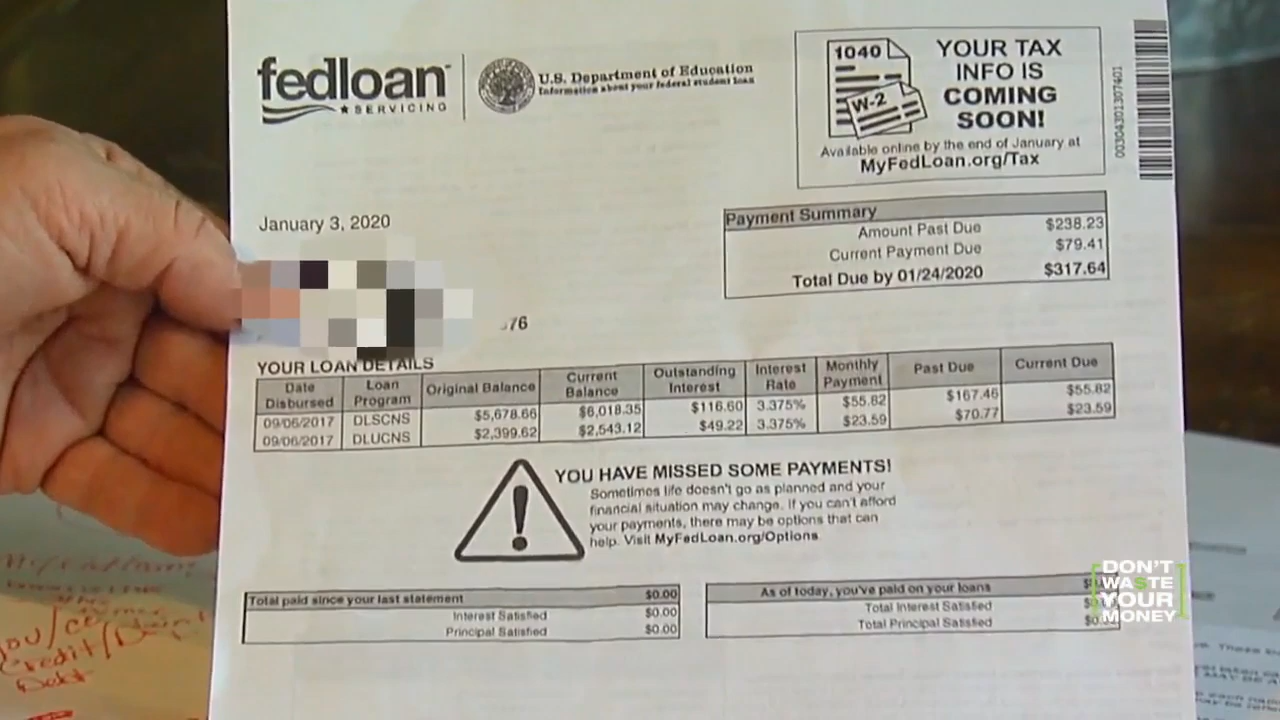 fedloan
SERVICING
U.S. Department of Education
Information about your federal student loan
1040
W-2
YOUR TAX
INFO IS
COMING
SOON!
Available online by the end of January at
MyFedLoan.org/Tax
00304301307401
January 3, 2020
Payment Summary
Amount Past Due $238.23
Current Payment Due $79.41
Total Due by 01/24/2020 $317.64
76
YOUR LOAN DETAILS
Date Disbursed Loan Program Original Balance Current Balance Outstanding Interest Interest Rate Monthly Payment Past Due Current Due
09/06/2017 DLSCNS $5,678.66 $6,018.35 $116.60 3.375% $55.82 $167.46 $55.82
09/06/2017 DLUCNS $2,399.62 $2,543.12 $49.22 3.375% $23.59 $70.77 $23.59
YOU HAVE MISSED SOME PAYMENTS!
Sometimes life doesn't go as planned and your
financial situation may change. If you can't afford
your payments, there may be options that can
help. Visit MyFedLoan.org/Options
Total paid since your last statement $0.00
Interest Satisfied $0.00
Principal Satisfied $0.00
As of today, you've paid on your loans
Total Interest Satisfied
Total Principal Satisfied
DON'T
WASTE
YOUR
MONEY
Credit/
Debt